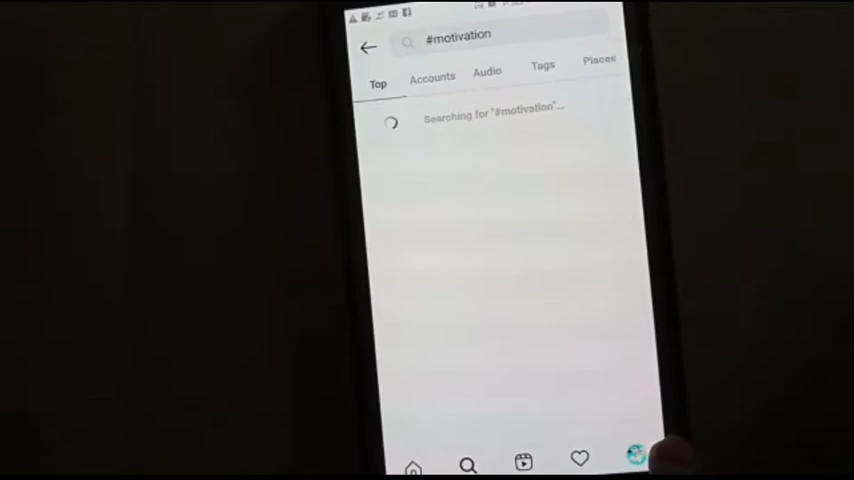 #motivation
Top Accounts Audio Tags Places
Searching for "#motivation"...